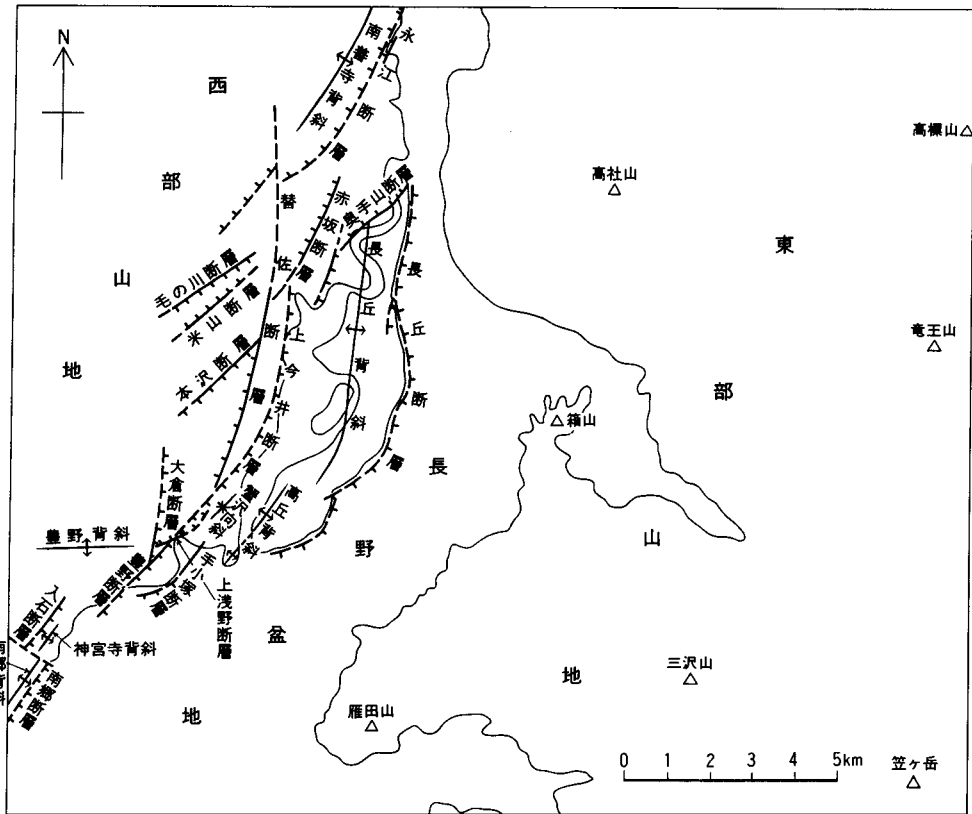 N
西部山地
東部山地
長野盆地
高標山
高社山
竜王山
箱山
三沢山
雁田山
笠ヶ岳
南善寺背斜
永江断層
替佐断層
赤坂断層
手山断層
長丘背斜
長丘断層
毛の川断層
米山断層
本沢断層
上今井断層
大倉断層
高丘背斜
豊野背斜
豊野断層
手小塚断層
上浅野断層
入石断層
神宮寺背斜
南郷断層
南郷背斜
0 1 2 3 4 5km